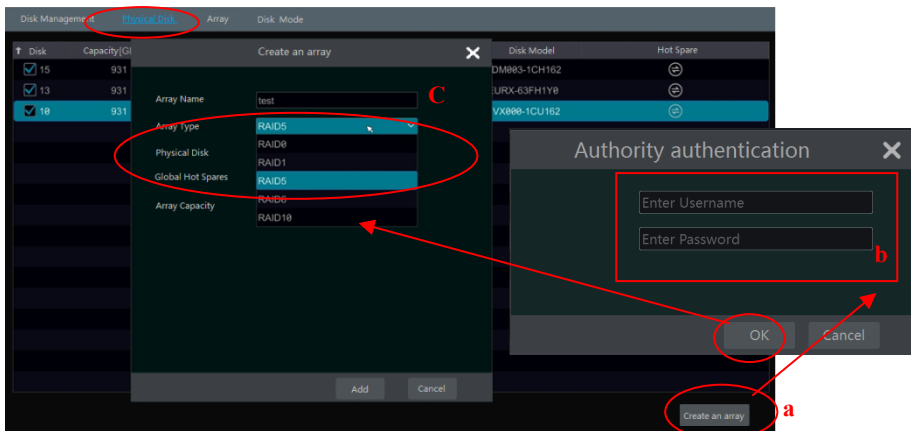 Disk Management Physical Disk Array Disk Mode
Disk Capacity[G Create an array Disk Model Hot Spare
15 931 DM003-1CH162
13 931 EURX-63FH1Y0
10 931 VX000-1CU162
Array Name test C
Array Type RAID5
Physical Disk RAID0
RAID1
Global Hot Spares RAID5
Array Capacity RAID6
RAID10
Add Cancel
Create an array a
Authority authentication
Enter Username
Enter Password
b
OK Cancel